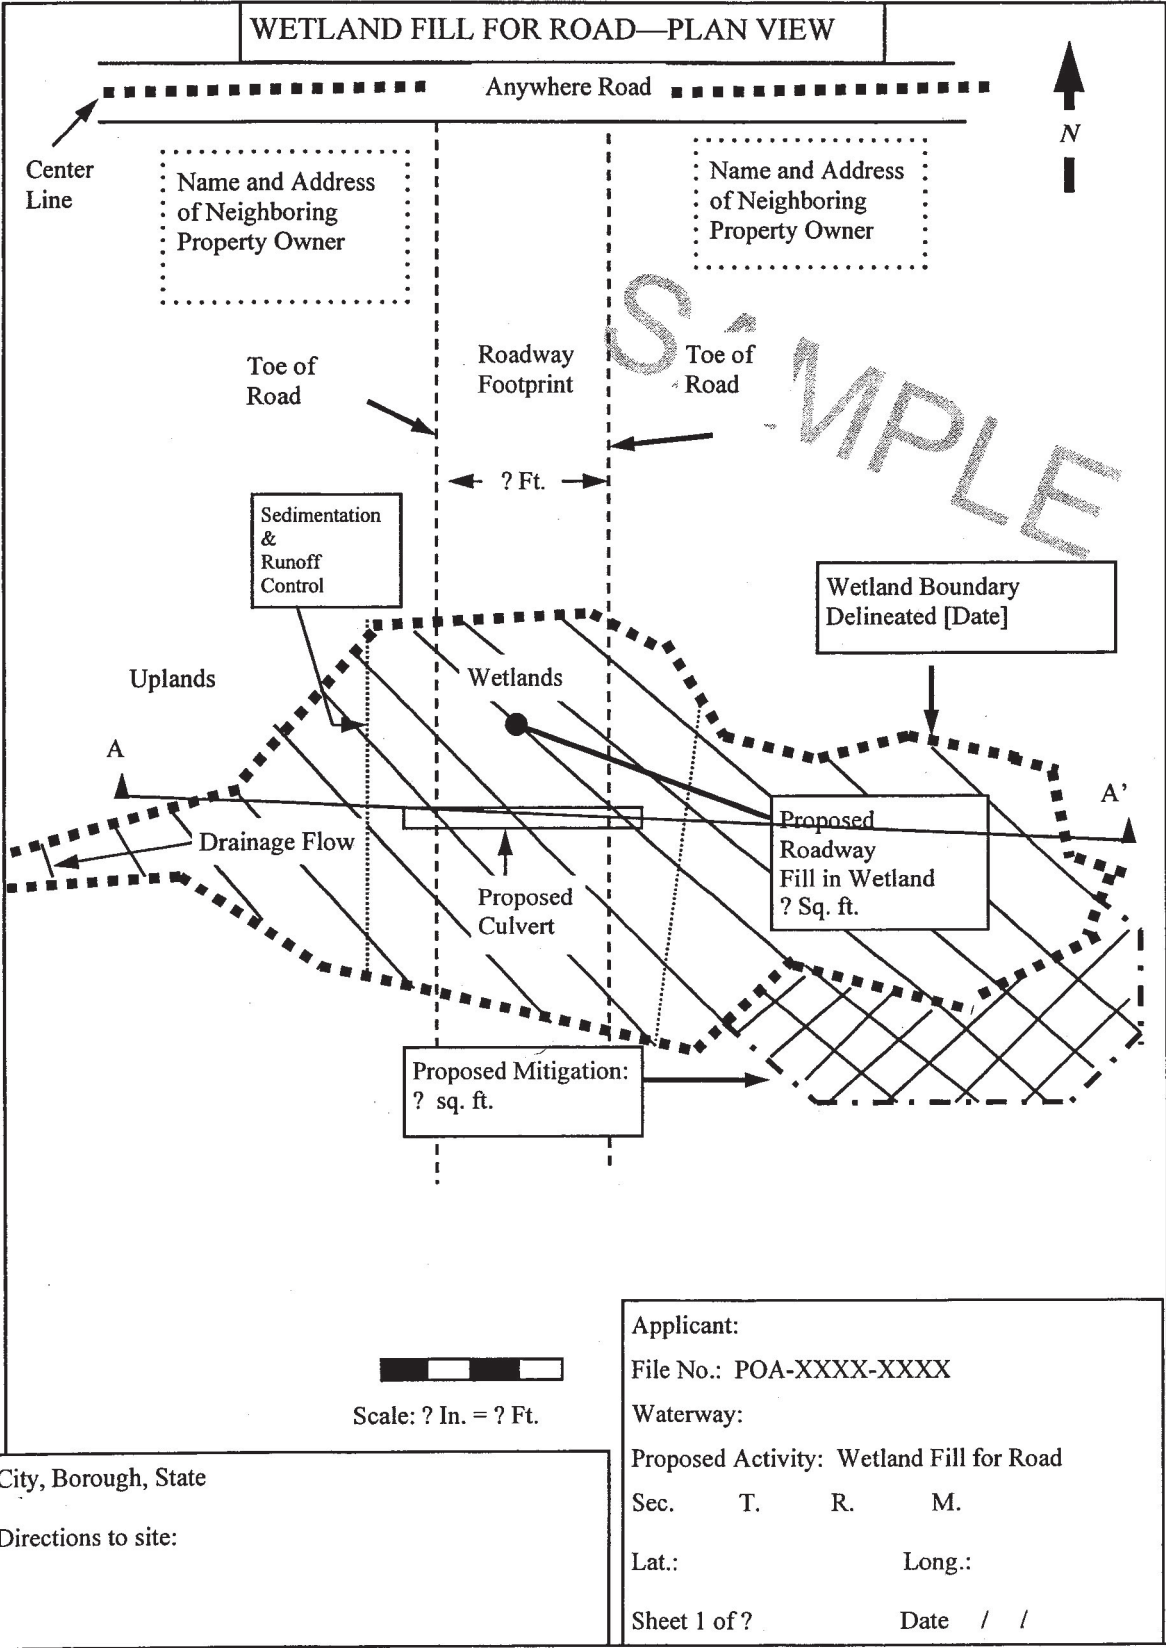 WETLAND FILL FOR ROAD—PLAN VIEW
Anywhere Road
N
Center
Line
Name and Address
of Neighboring
Property Owner
Name and Address
of Neighboring
Property Owner
SAMPLE
Toe of
Road
Roadway
Footprint
Toe of
Road
? Ft.
Sedimentation
&
Runoff
Control
Wetland Boundary
Delineated [Date]
Uplands
Wetlands
A
A'
Drainage Flow
Proposed
Roadway
Fill in Wetland
? Sq. ft.
Proposed
Culvert
Proposed Mitigation:
? sq. ft.
Scale: ? In. = ? Ft.
City, Borough, State
Directions to site:
Applicant:
File No.: POA-XXXX-XXXX
Waterway:
Proposed Activity: Wetland Fill for Road
Sec. T. R. M.
Lat.: Long.:
Sheet 1 of ? Date / /